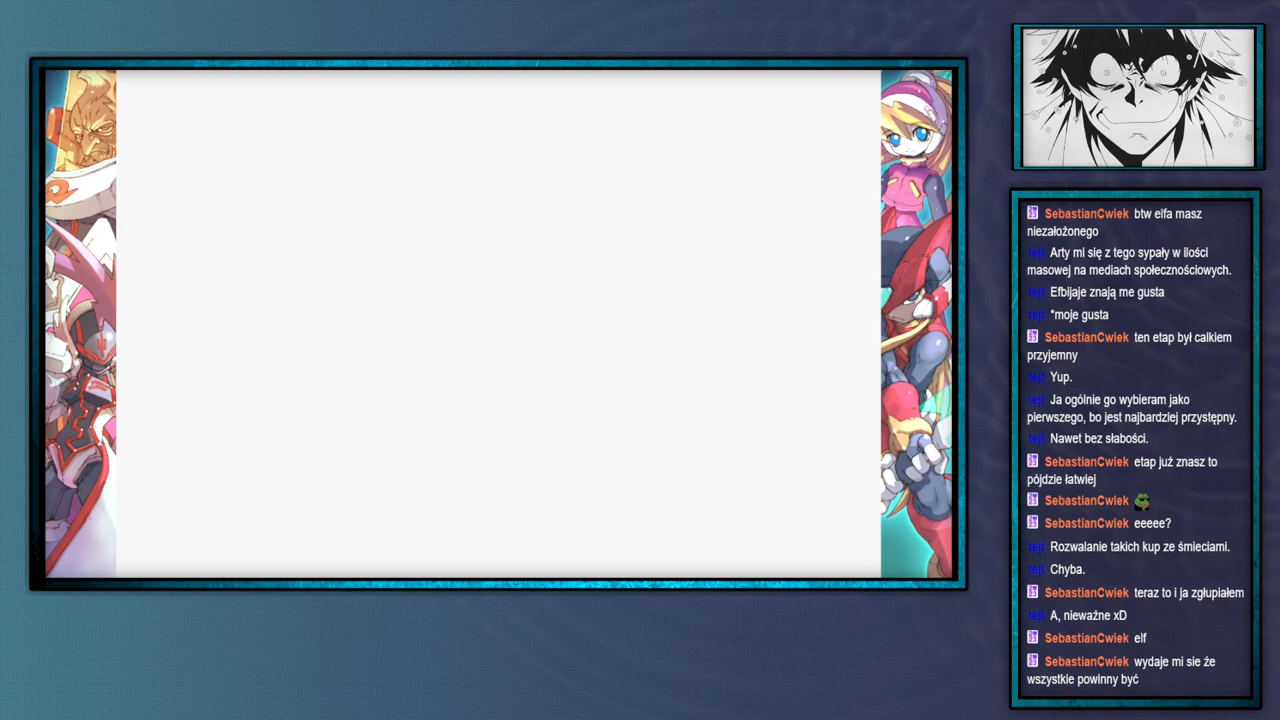 SebastianCwiek btw elfa masz
niezałożonego
tejt Arty mi się z tego sypały w ilości
masowej na mediach społecznościowych.
tejt Efbijaje znają me gusta
tejt *moje gusta
SebastianCwiek ten etap był calkiem
przyjemny
tejt Yup.
tejt Ja ogólnie go wybieram jako
pierwszego, bo jest najbardziej przystępny.
tejt Nawet bez słabości.
SebastianCwiek etap już znasz to
pójdzie łatwiej
SebastianCwiek
SebastianCwiek eeeee?
tejt Rozwalanie takich kup ze śmieciami.
tejt Chyba.
SebastianCwiek teraz to i ja zgłupiałem
tejt A, nieważne xD
SebastianCwiek elf
SebastianCwiek wydaje mi sie że
wszystkie powinny być